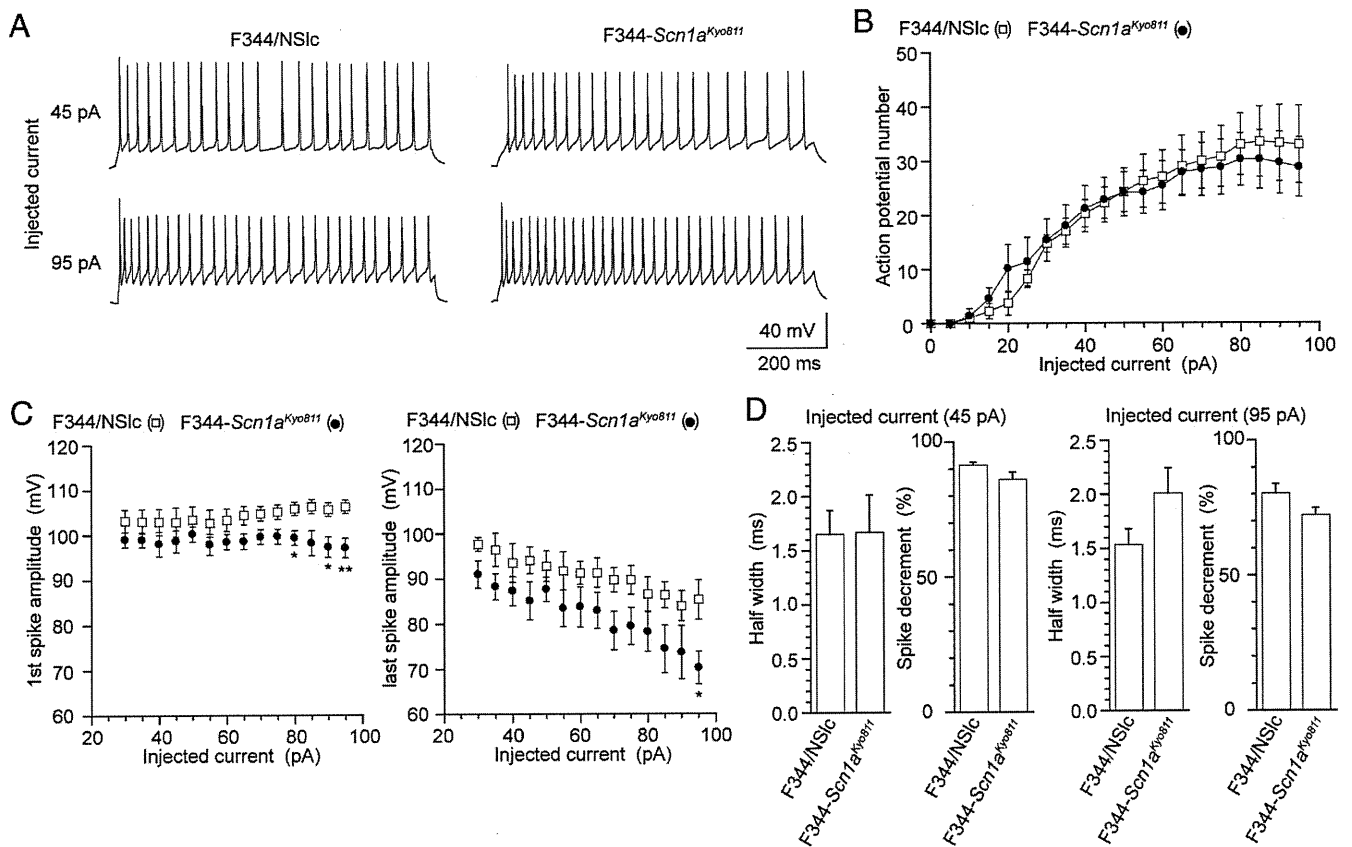 A
F344/NSlc
F344-Scn1aKyo811
Injected current
45 pA
95 pA
40 mV
200 ms
B
F344/NSlc (□) F344-Scn1aKyo811 (●)
Action potential number
50
40
30
20
10
0
0 20 40 60 80 100
Injected current (pA)
C
F344/NSlc (□) F344-Scn1aKyo811 (●)
1st spike amplitude (mV)
120
110
100
90
80
70
60
* * **
20 40 60 80 100
Injected current (pA)
F344/NSlc (□) F344-Scn1aKyo811 (●)
last spike amplitude (mV)
120
110
100
90
80
70
60
*
20 40 60 80 100
Injected current (pA)
D
Injected current (45 pA)
Half width (ms)
2.5
2.0
1.5
1.0
0.5
0.0
F344/NSlc
F344-Scn1aKyo811
Spike decrement (%)
100
50
0
F344/NSlc
F344-Scn1aKyo811
Injected current (95 pA)
Half width (ms)
2.5
2.0
1.5
1.0
0.5
0.0
F344/NSlc
F344-Scn1aKyo811
Spike decrement (%)
100
50
0
F344/NSlc
F344-Scn1aKyo811